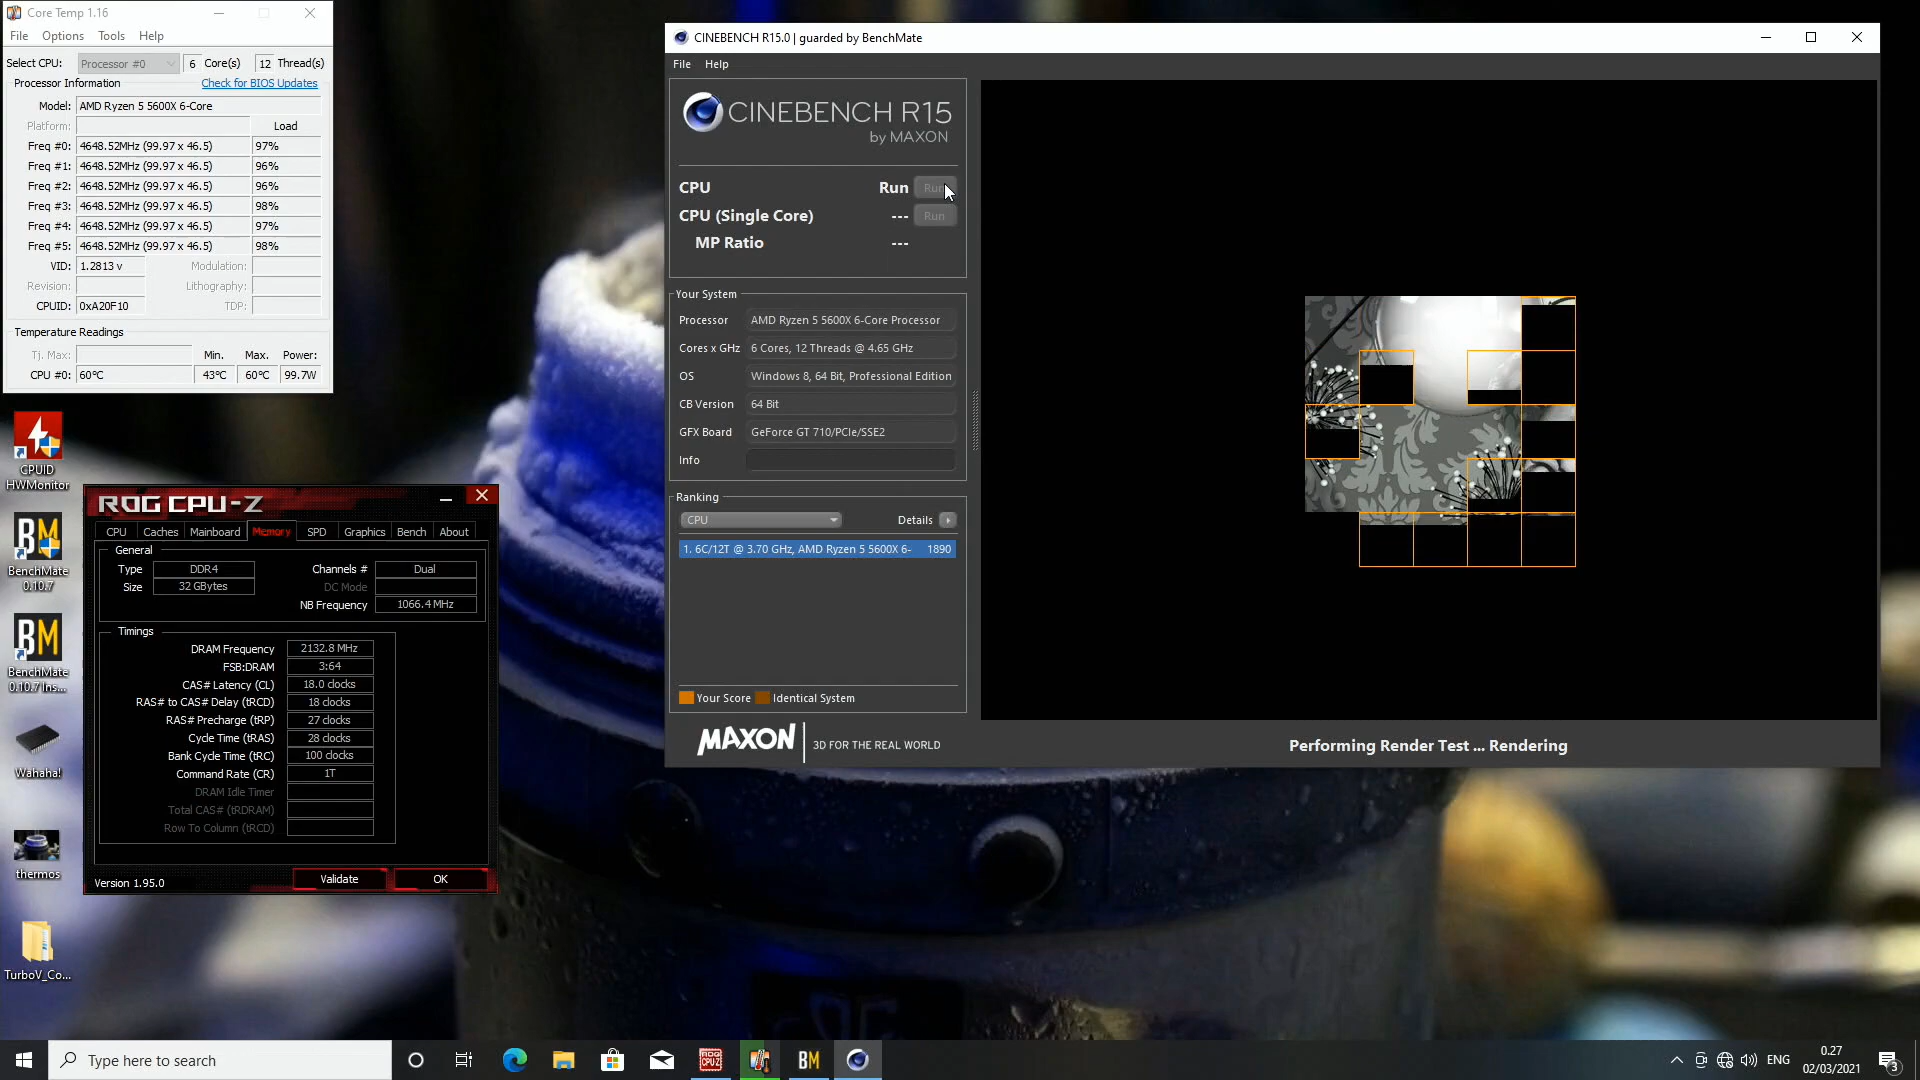 Core Temp 1.16
File Options Tools Help
Select CPU: Processor #0 6 Core(s) 12 Thread(s)
Processor Information Check for BIOS Updates
Model: AMD Ryzen 5 5600X 6-Core
Platform: Load
Freq #0: 4648.52MHz (99.97 x 46.5) 97%
Freq #1: 4648.52MHz (99.97 x 46.5) 96%
Freq #2: 4648.52MHz (99.97 x 46.5) 96%
Freq #3: 4648.52MHz (99.97 x 46.5) 98%
Freq #4: 4648.52MHz (99.97 x 46.5) 97%
Freq #5: 4648.52MHz (99.97 x 46.5) 98%
VID: 1.2813 v Modulation:
Revision: Lithography:
CPUID: 0xA20F10 TDP:
Temperature Readings
Tj. Max: Min. Max. Power:
CPU #0: 60°C 43°C 60°C 99.7W
CPUID
HWMonitor
BM
BenchMate
0.10.7
BM
BenchMate
0.10.7 Ins...
Wahaha!
thermos
TurboV_Co...
ROG CPU-Z
CPU Caches Mainboard Memory SPD Graphics Bench About
General
Type DDR4 Channels # Dual
Size 32 GBytes DC Mode
NB Frequency 1066.4 MHz
Timings
DRAM Frequency 2132.8 MHz
FSB:DRAM 3:64
CAS# Latency (CL) 18.0 clocks
RAS# to CAS# Delay (tRCD) 18 clocks
RAS# Precharge (tRP) 27 clocks
Cycle Time (tRAS) 28 clocks
Bank Cycle Time (tRC) 100 clocks
Command Rate (CR) 1T
DRAM Idle Timer
Total CAS# (tRDRAM)
Row To Column (tRCD)
Version 1.95.0 Validate OK
CINEBENCH R15.0 | guarded by BenchMate
File Help
CINEBENCH R15
by MAXON
CPU Run Run
CPU (Single Core) --- Run
MP Ratio ---
Your System
Processor AMD Ryzen 5 5600X 6-Core Processor
Cores x GHz 6 Cores, 12 Threads @ 4.65 GHz
OS Windows 8, 64 Bit, Professional Edition
CB Version 64 Bit
GFX Board GeForce GT 710/PCIe/SSE2
Info
Ranking
CPU Details
1. 6C/12T @ 3.70 GHz, AMD Ryzen 5 5600X 6- 1890
Your Score Identical System
MAXON 3D FOR THE REAL WORLD
Performing Render Test ... Rendering
Type here to search
ROG
CPU-Z
BM
ENG
0.27
02/03/2021
3